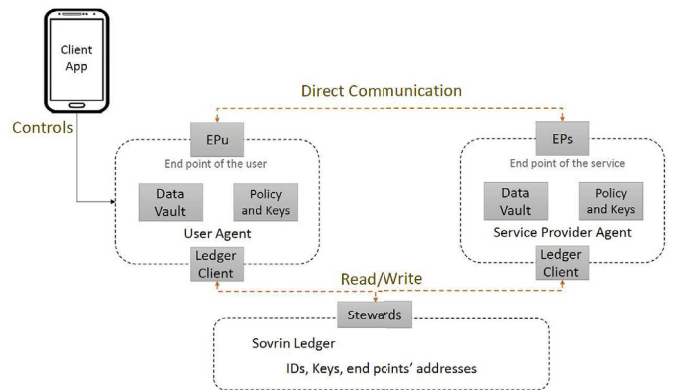 Client
App
Direct Communication
Controls
EPu
End point of the user
EPs
End point of the service
Data
Vault
Policy
and Keys
User Agent
Data
Vault
Policy
and Keys
Service Provider Agent
Ledger
Client
Ledger
Client
Read/Write
Stewards
Sovrin Ledger
IDs, Keys, end points' addresses